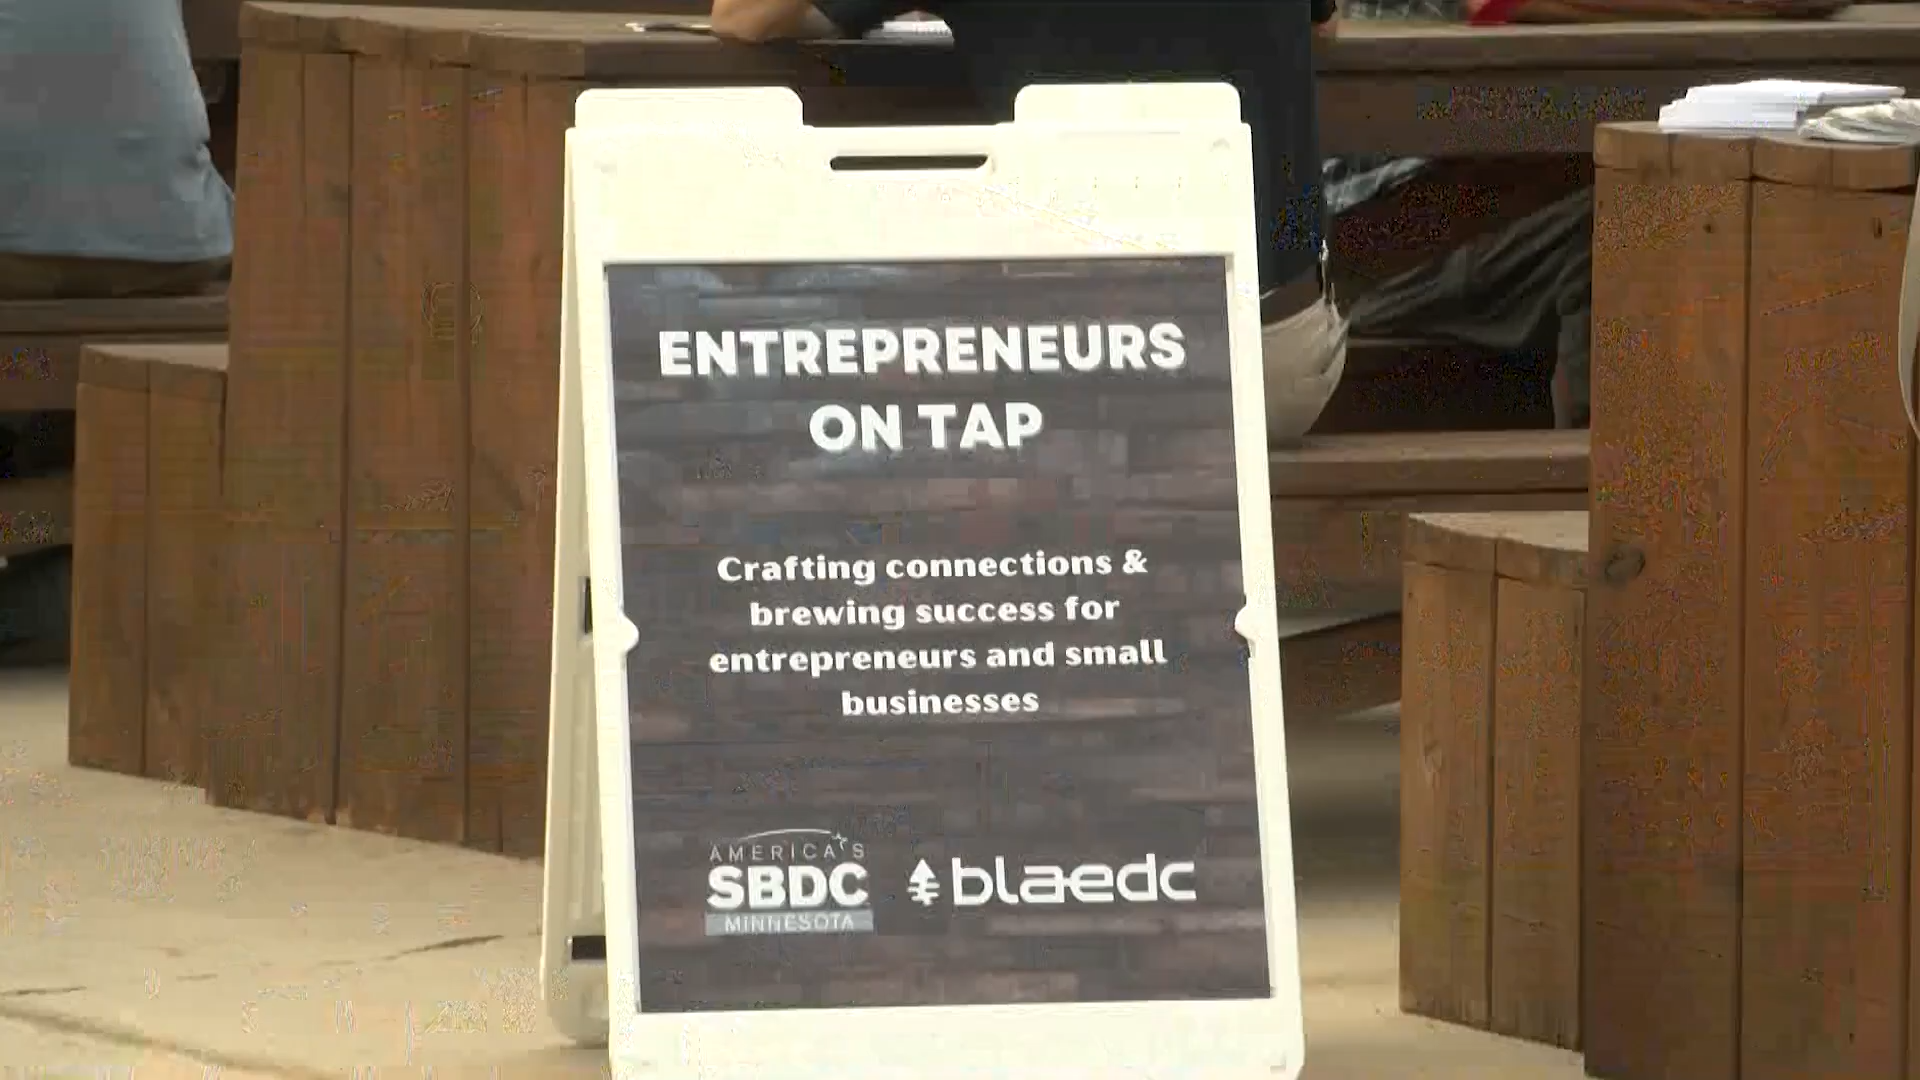 ENTREPRENEURS
ON TAP
Crafting connections &
brewing success for
entrepreneurs and small
businesses
AMERICA'S
SBDC
MINNESOTA
blaedc